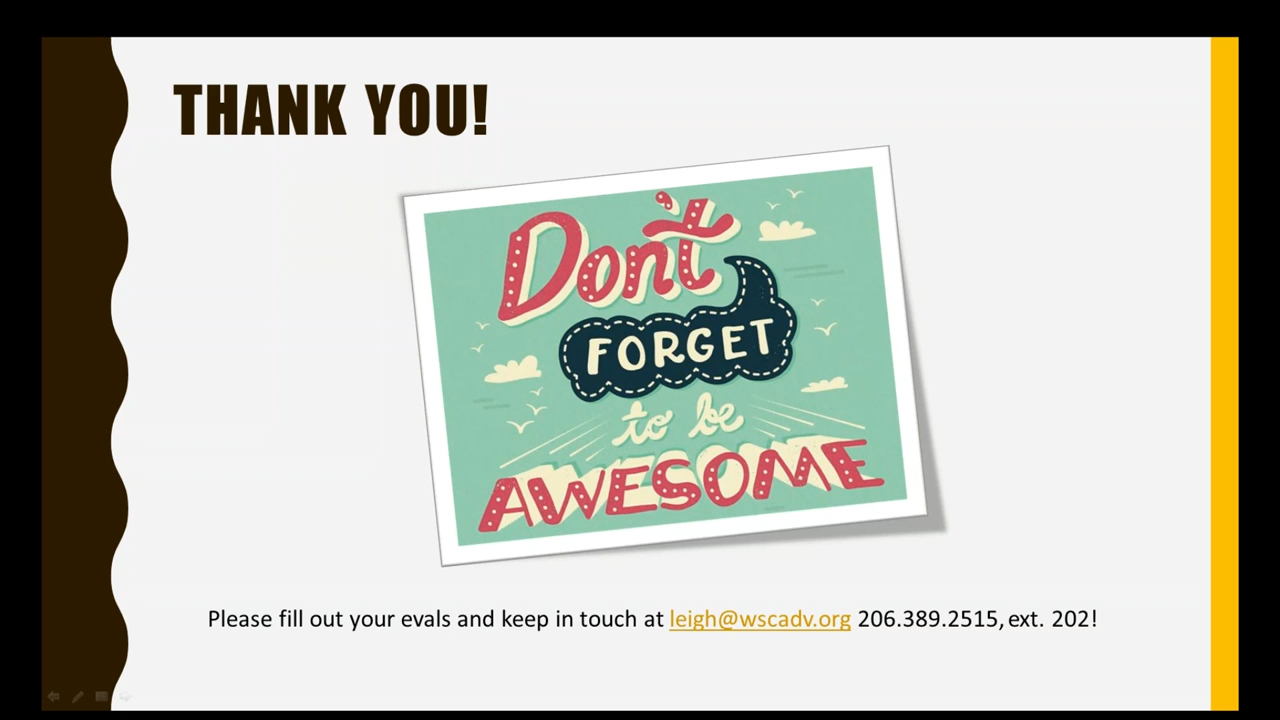 THANK YOU!
Don't
FORGET
to be
AWESOME
Please fill out your evals and keep in touch at leigh@wscadv.org 206.389.2515, ext. 202!